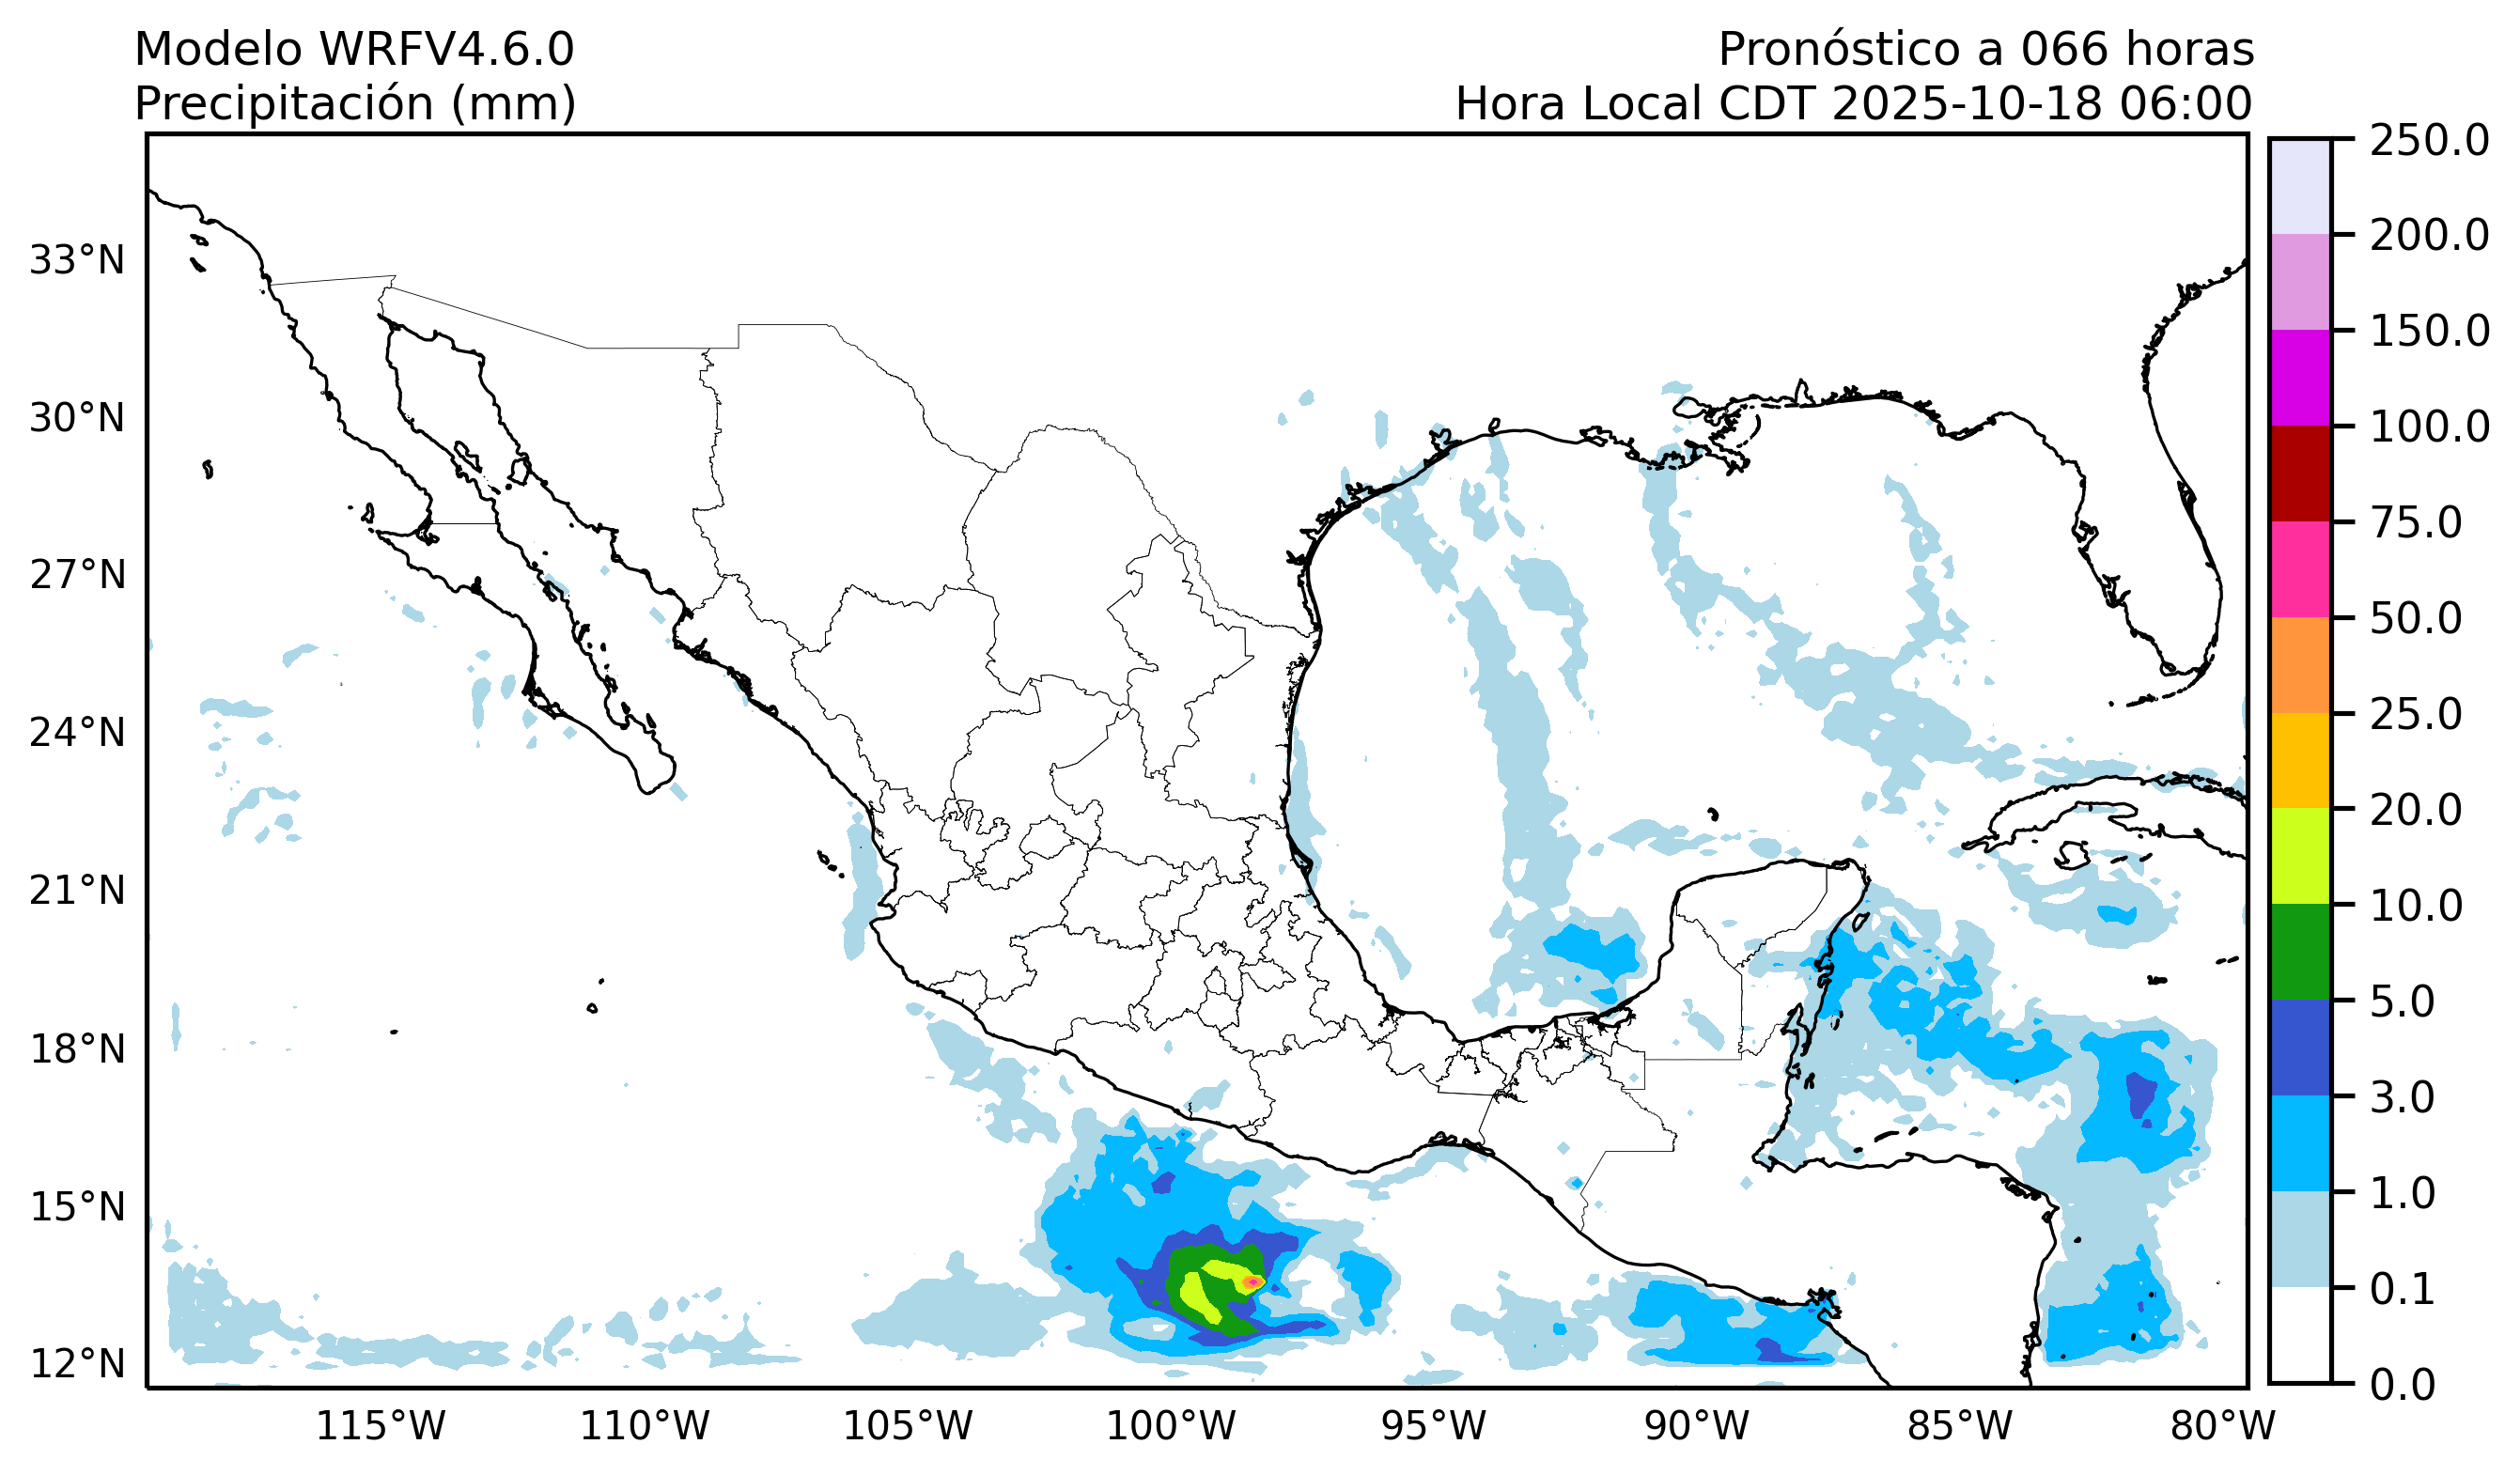 Modelo WRFV4.6.0
Precipitación (mm)
Pronóstico a 066 horas
Hora Local CDT 2025-10-18 06:00
33°N
30°N
27°N
24°N
21°N
18°N
15°N
12°N
115°W
110°W
105°W
100°W
95°W
90°W
85°W
80°W
250.0
200.0
150.0
100.0
75.0
50.0
25.0
20.0
10.0
5.0
3.0
1.0
0.1
0.0